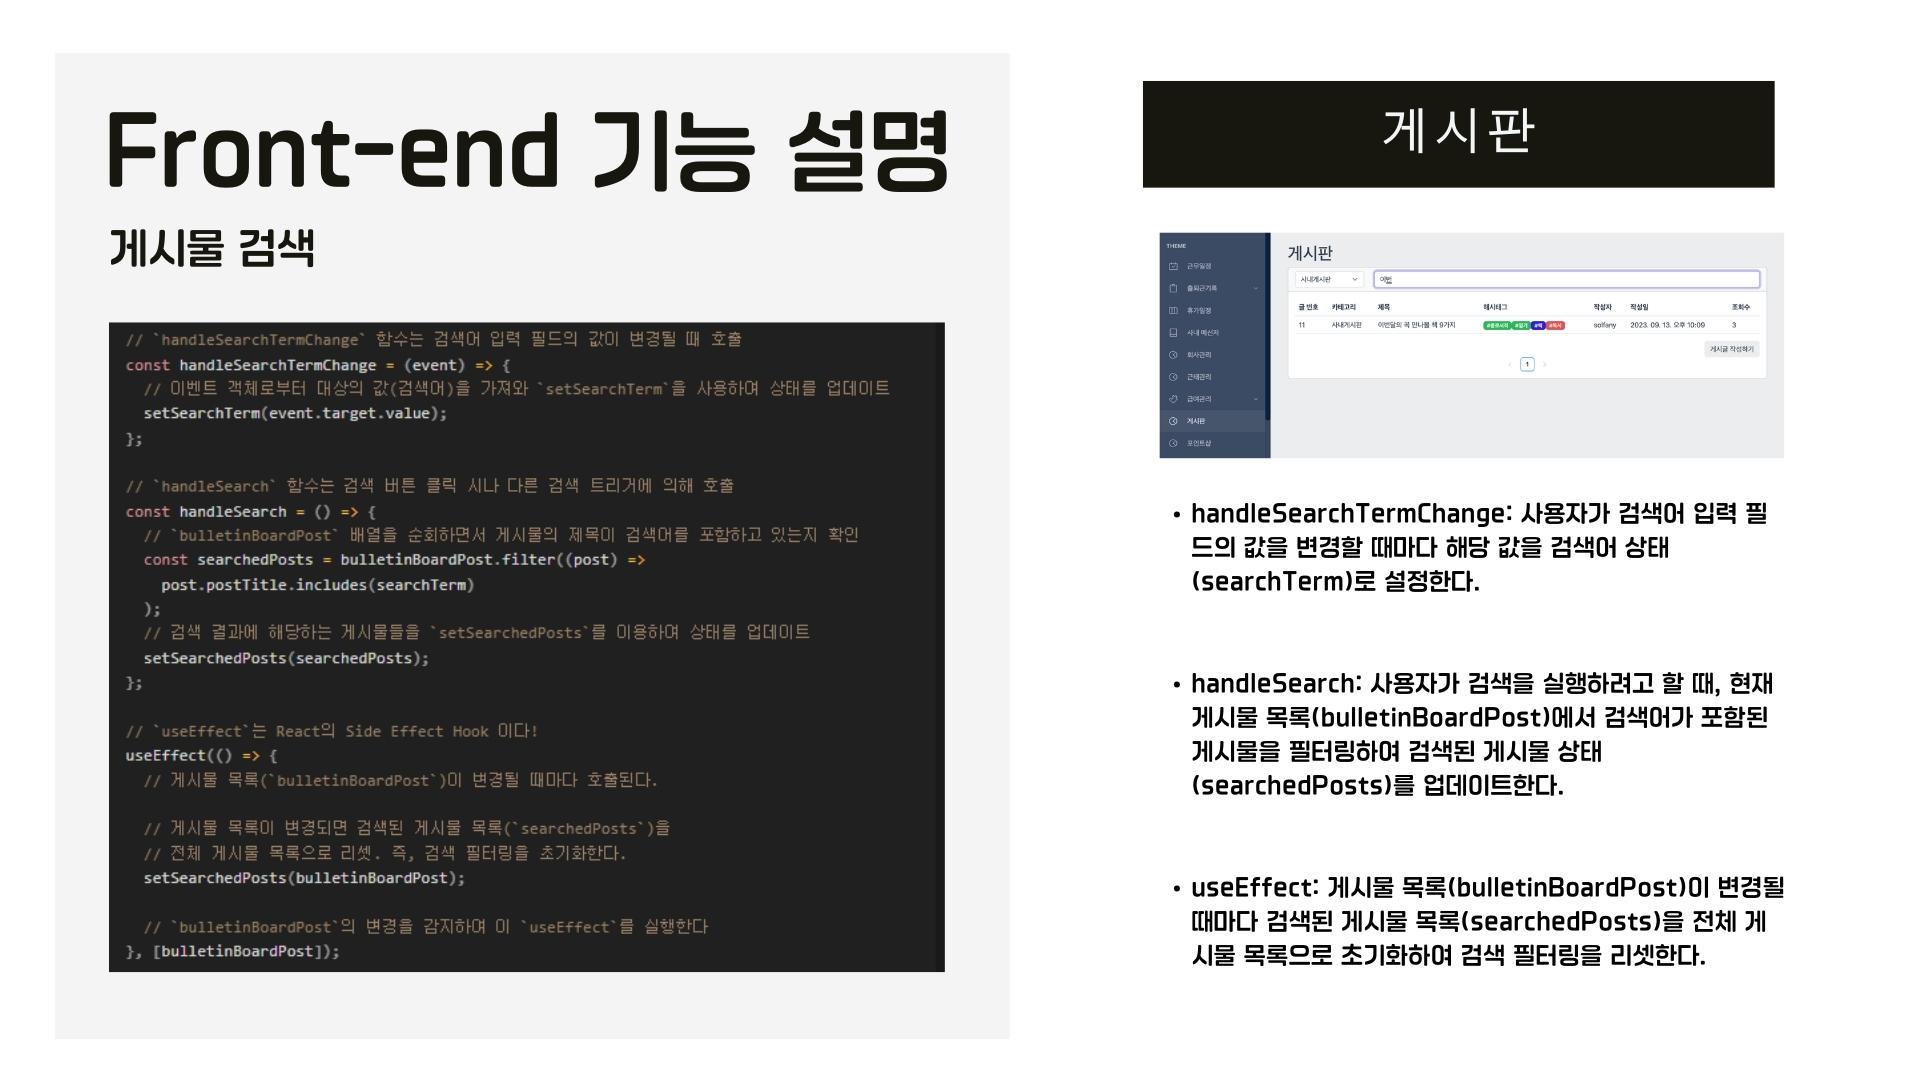 Front-end 기능 설명
게시물 검색
// `handleSearchTermChange` 함수는 검색어 입력 필드의 값이 변경될 때 호출
const handleSearchTermChange = (event) => {
// 이벤트 객체로부터 대상의 값(검색어)을 가져와 `setSearchTerm`을 사용하여 상태를 업데이트
setSearchTerm(event.target.value);
};
// `handleSearch` 함수는 검색 버튼 클릭 시나 다른 검색 트리거에 의해 호출
const handleSearch = () => {
// `bulletinBoardPost` 배열을 순회하면서 게시물의 제목이 검색어를 포함하고 있는지 확인
const searchedPosts = bulletinBoardPost.filter((post) =>
post.postTitle.includes(searchTerm)
);
// 검색 결과에 해당하는 게시물들을 `setSearchedPosts`를 이용하여 상태를 업데이트
setSearchedPosts(searchedPosts);
};
// `useEffect`는 React의 Side Effect Hook 이다!
useEffect(() => {
// 게시물 목록(`bulletinBoardPost`)이 변경될 때마다 호출된다.
// 게시물 목록이 변경되면 검색된 게시물 목록(`searchedPosts`)을
// 전체 게시물 목록으로 리셋. 즉, 검색 필터링을 초기화한다.
setSearchedPosts(bulletinBoardPost);
// `bulletinBoardPost`의 변경을 감지하여 이 `useEffect`를 실행한다
}, [bulletinBoardPost]);
게시판
THEME
근무일정
출퇴근기록
휴가일정
사내 메신저
회사관리
근태관리
급여관리
게시판
포인트샵
게시판
사내게시판 이번
글 번호 카테고리 제목 해시태그 작성자 작성일 조회수
11 사내게시판 이번달의 꼭 만나볼 책 9가지 #일기 #책 #독서 solfany 2023. 09. 13. 오후 10:09 3
게시글 작성하기
‹ 1 ›
• handleSearchTermChange: 사용자가 검색어 입력 필
드의 값을 변경할 때마다 해당 값을 검색어 상태
(searchTerm)로 설정한다.
• handleSearch: 사용자가 검색을 실행하려고 할 때, 현재
게시물 목록(bulletinBoardPost)에서 검색어가 포함된
게시물을 필터링하여 검색된 게시물 상태
(searchedPosts)를 업데이트한다.
• useEffect: 게시물 목록(bulletinBoardPost)이 변경될
때마다 검색된 게시물 목록(searchedPosts)을 전체 게
시물 목록으로 초기화하여 검색 필터링을 리셋한다.